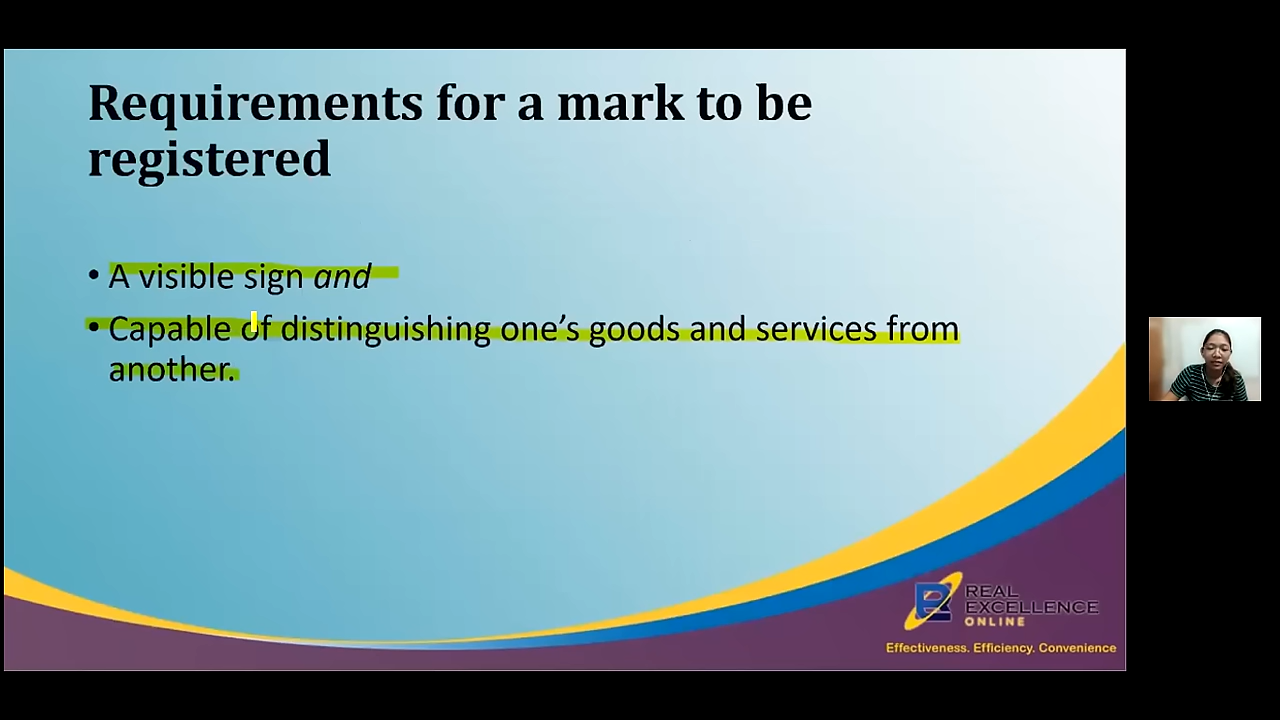 Requirements for a mark to be
registered
• A visible sign and
• Capable of distinguishing one’s goods and services from
another.
REAL
EXCELLENCE
ONLINE
Effectiveness. Efficiency. Convenience